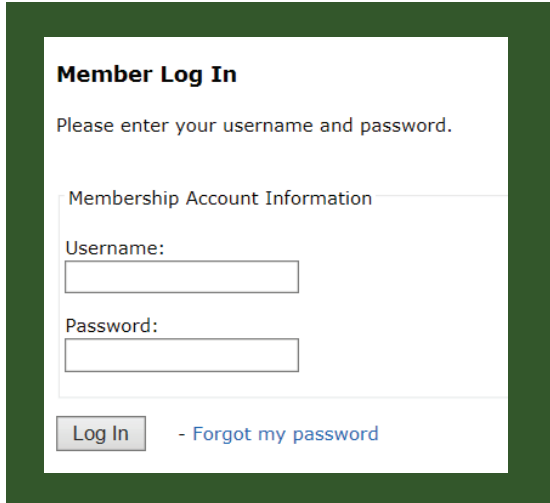 Member Log In
Please enter your username and password.
Membership Account Information
Username:
Password:
Log In - Forgot my password